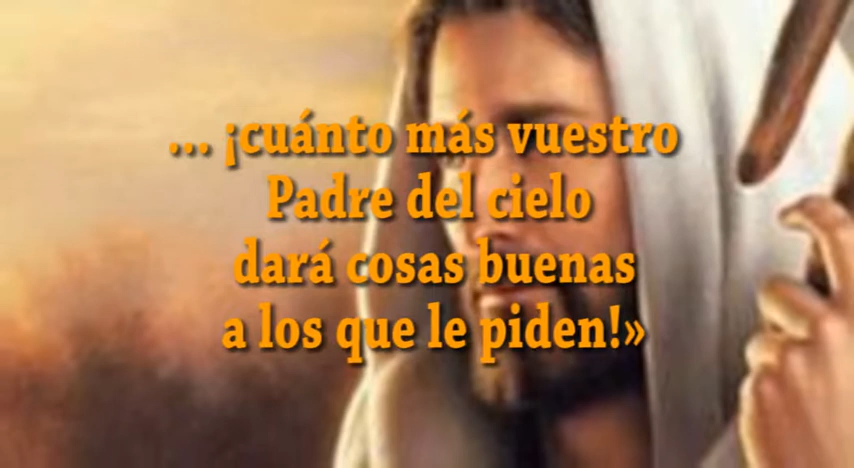 ... ¡cuánto más vuestro
Padre del cielo
dará cosas buenas
a los que le piden!»